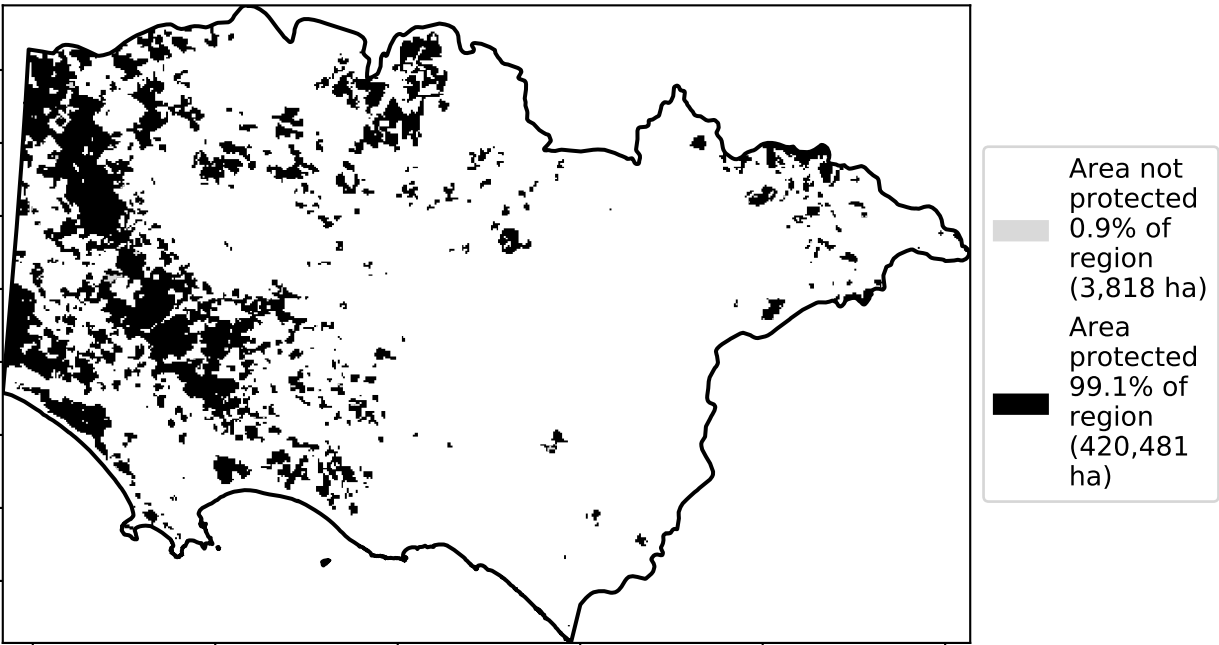 Area not
protected
0.9% of
region
(3,818 ha)
Area
protected
99.1% of
region
(420,481
ha)